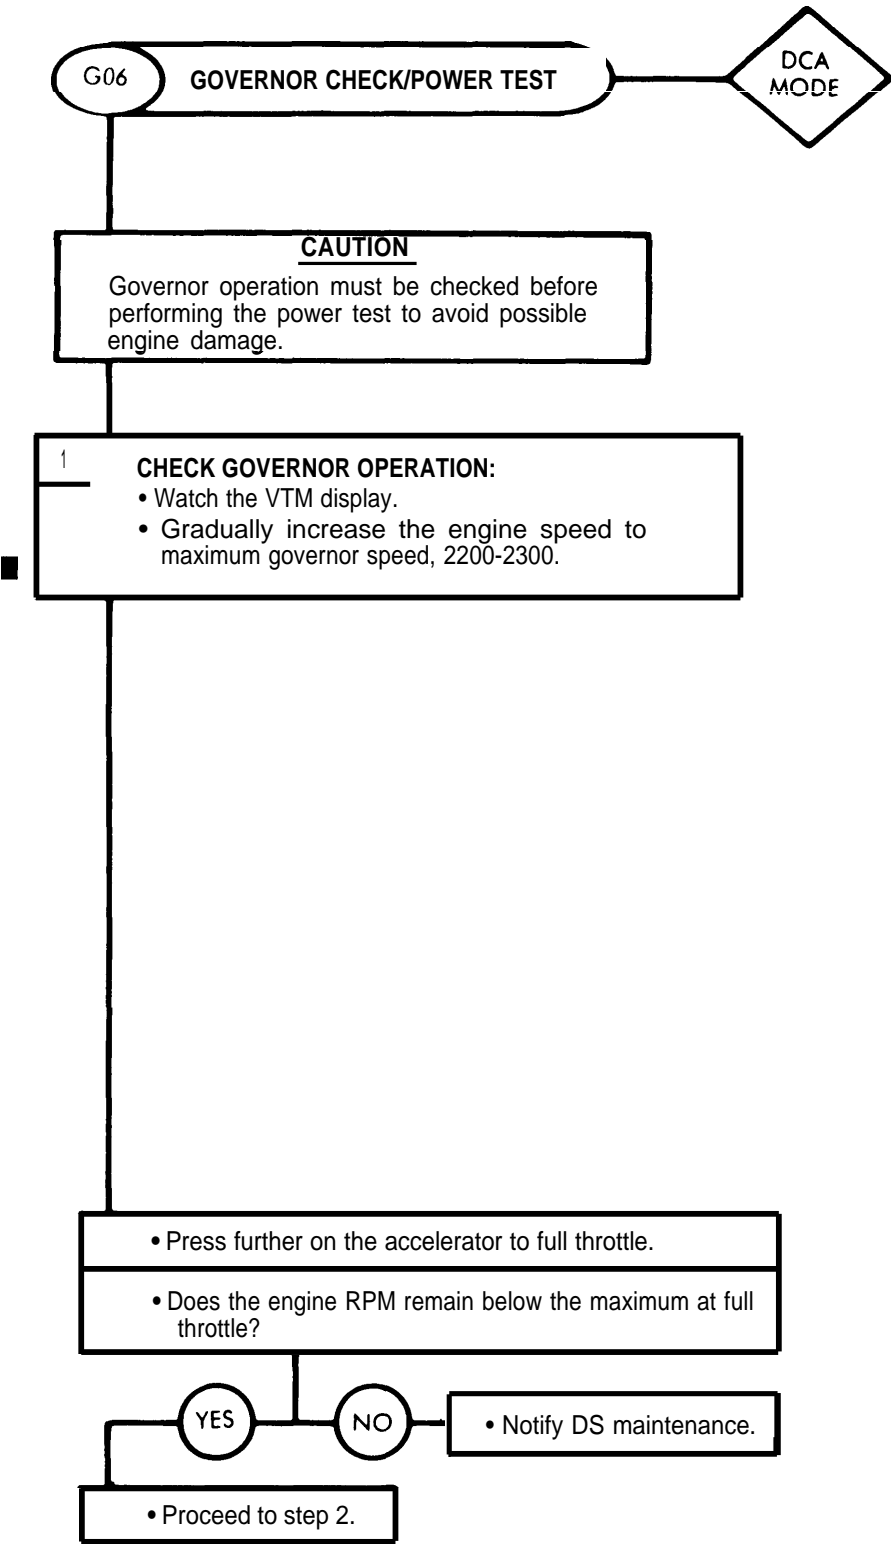 G06
GOVERNOR CHECK/POWER TEST
DCA
MODE
CAUTION
Governor operation must be checked before
performing the power test to avoid possible
engine damage.
1
CHECK GOVERNOR OPERATION:
• Watch the VTM display.
• Gradually increase the engine speed to
maximum governor speed, 2200-2300.
• Press further on the accelerator to full throttle.
• Does the engine RPM remain below the maximum at full
throttle?
YES
NO
• Notify DS maintenance.
• Proceed to step 2.